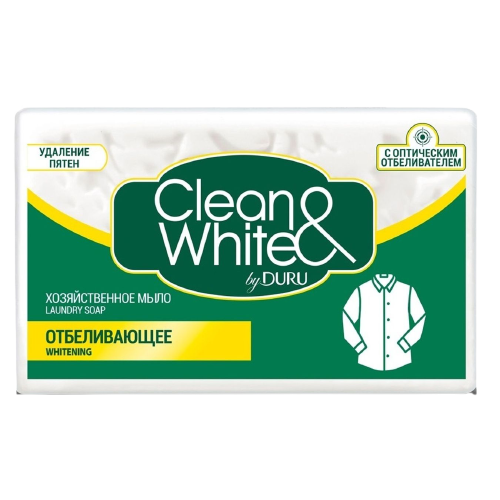 УДАЛЕНИЕ
ПЯТЕН
С ОПТИЧЕСКИМ
ОТБЕЛИВАТЕЛЕМ
Clean &
White
by DURU
ХОЗЯЙСТВЕННОЕ МЫЛО
LAUNDRY SOAP
ОТБЕЛИВАЮЩЕЕ
WHITENING